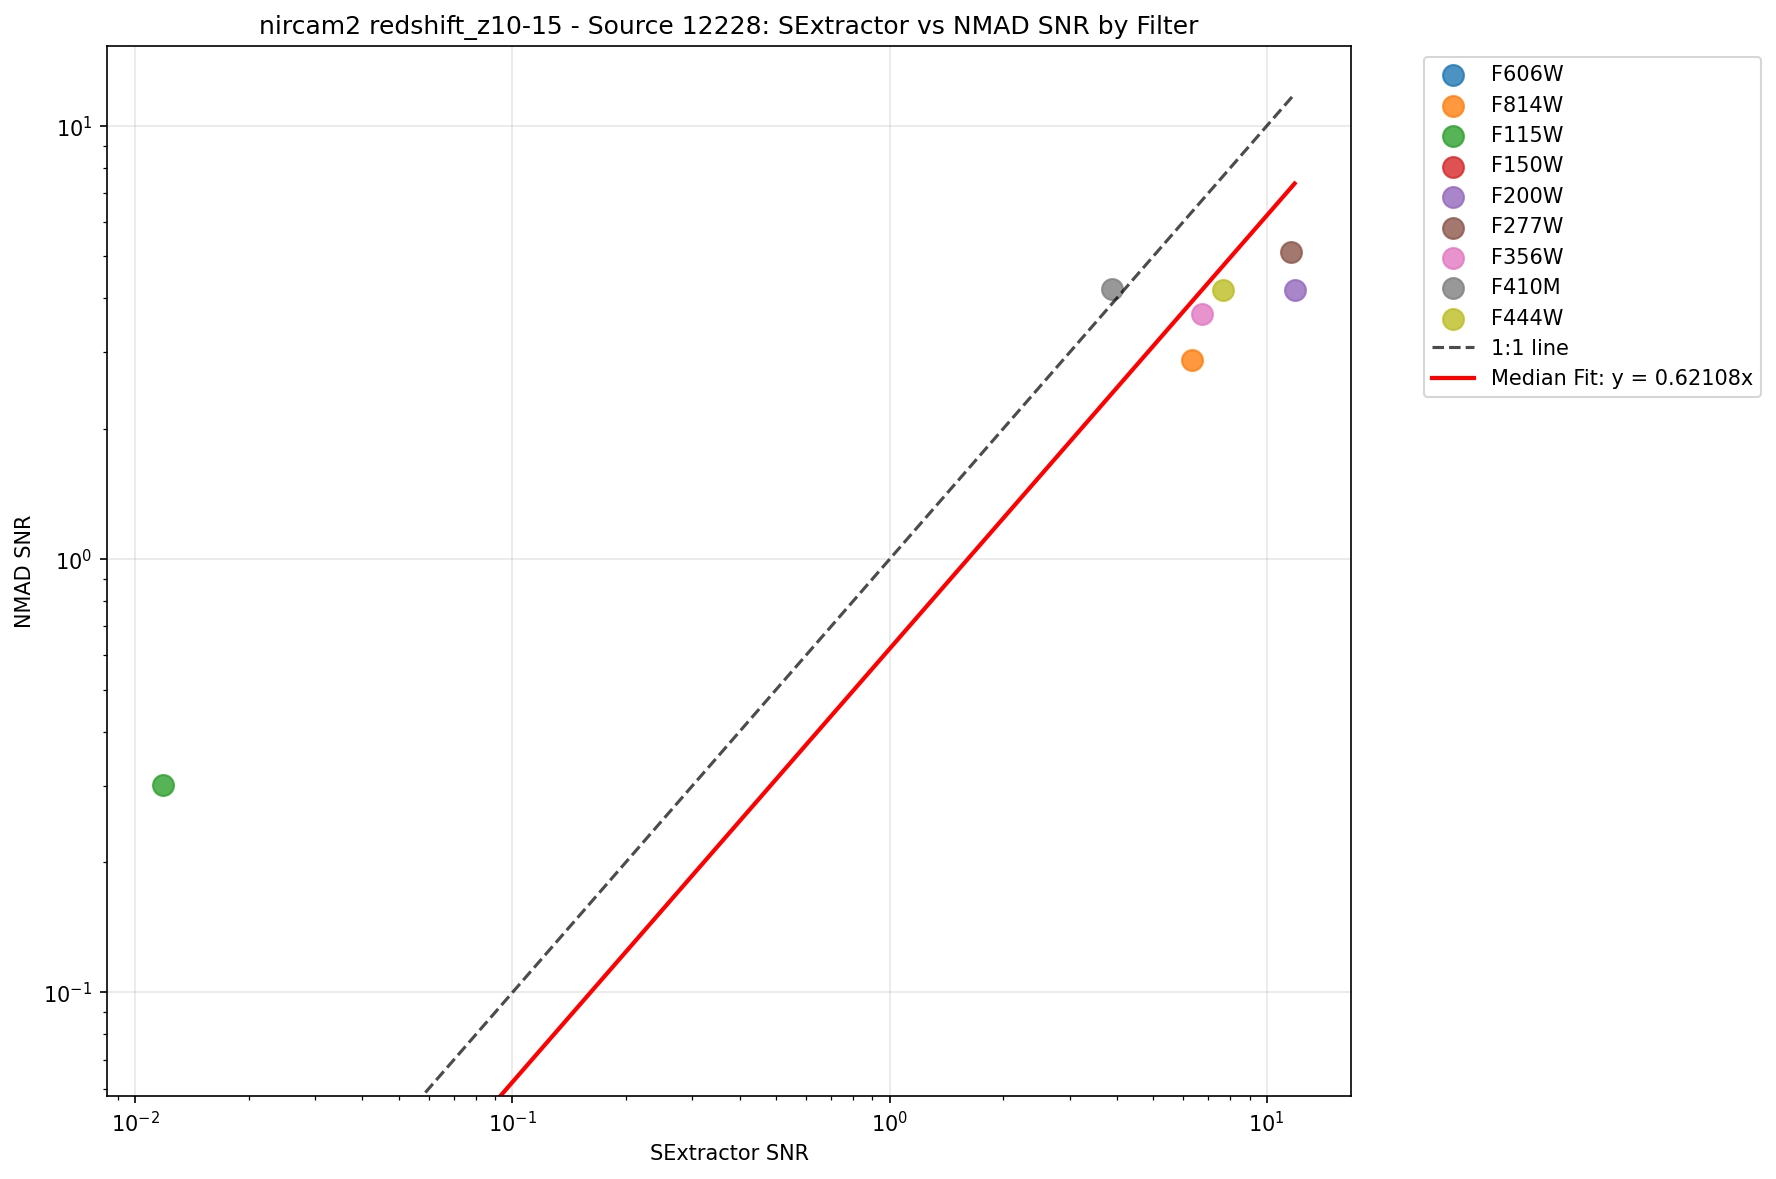 nircam2 redshift_z10-15 - Source 12228: SExtractor vs NMAD SNR by Filter
F606W
F814W
F115W
F150W
F200W
F277W
F356W
F410M
F444W
1:1 line
Median Fit: y = 0.62108x
NMAD SNR
10¹
10⁰
10⁻¹
10⁻² 10⁻¹ 10⁰ 10¹
SExtractor SNR